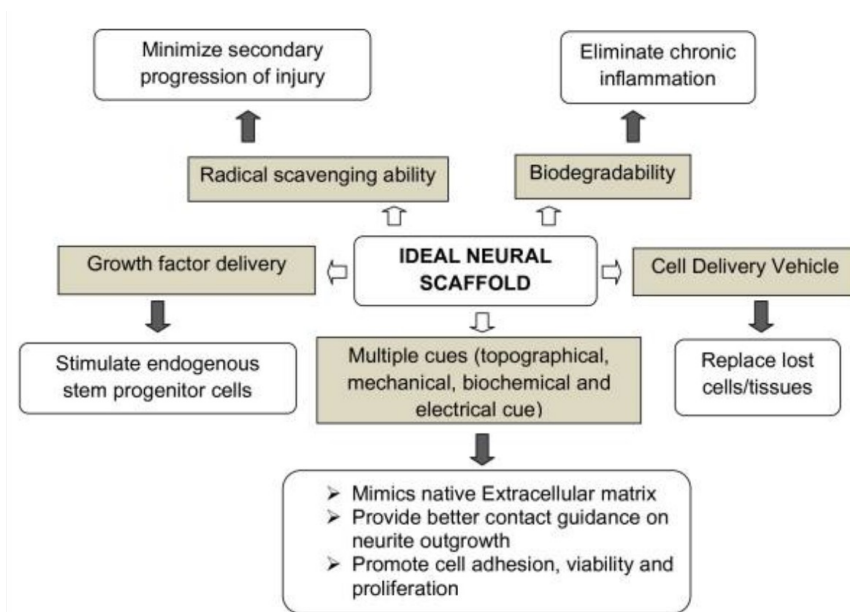 Minimize secondary
progression of injury
Eliminate chronic
inflammation
Radical scavenging ability
Biodegradability
Growth factor delivery
IDEAL NEURAL
SCAFFOLD
Cell Delivery Vehicle
Stimulate endogenous
stem progenitor cells
Multiple cues (topographical,
mechanical, biochemical and
electrical cue)
Replace lost
cells/tissues
➢ Mimics native Extracellular matrix
➢ Provide better contact guidance on
neurite outgrowth
➢ Promote cell adhesion, viability and
proliferation